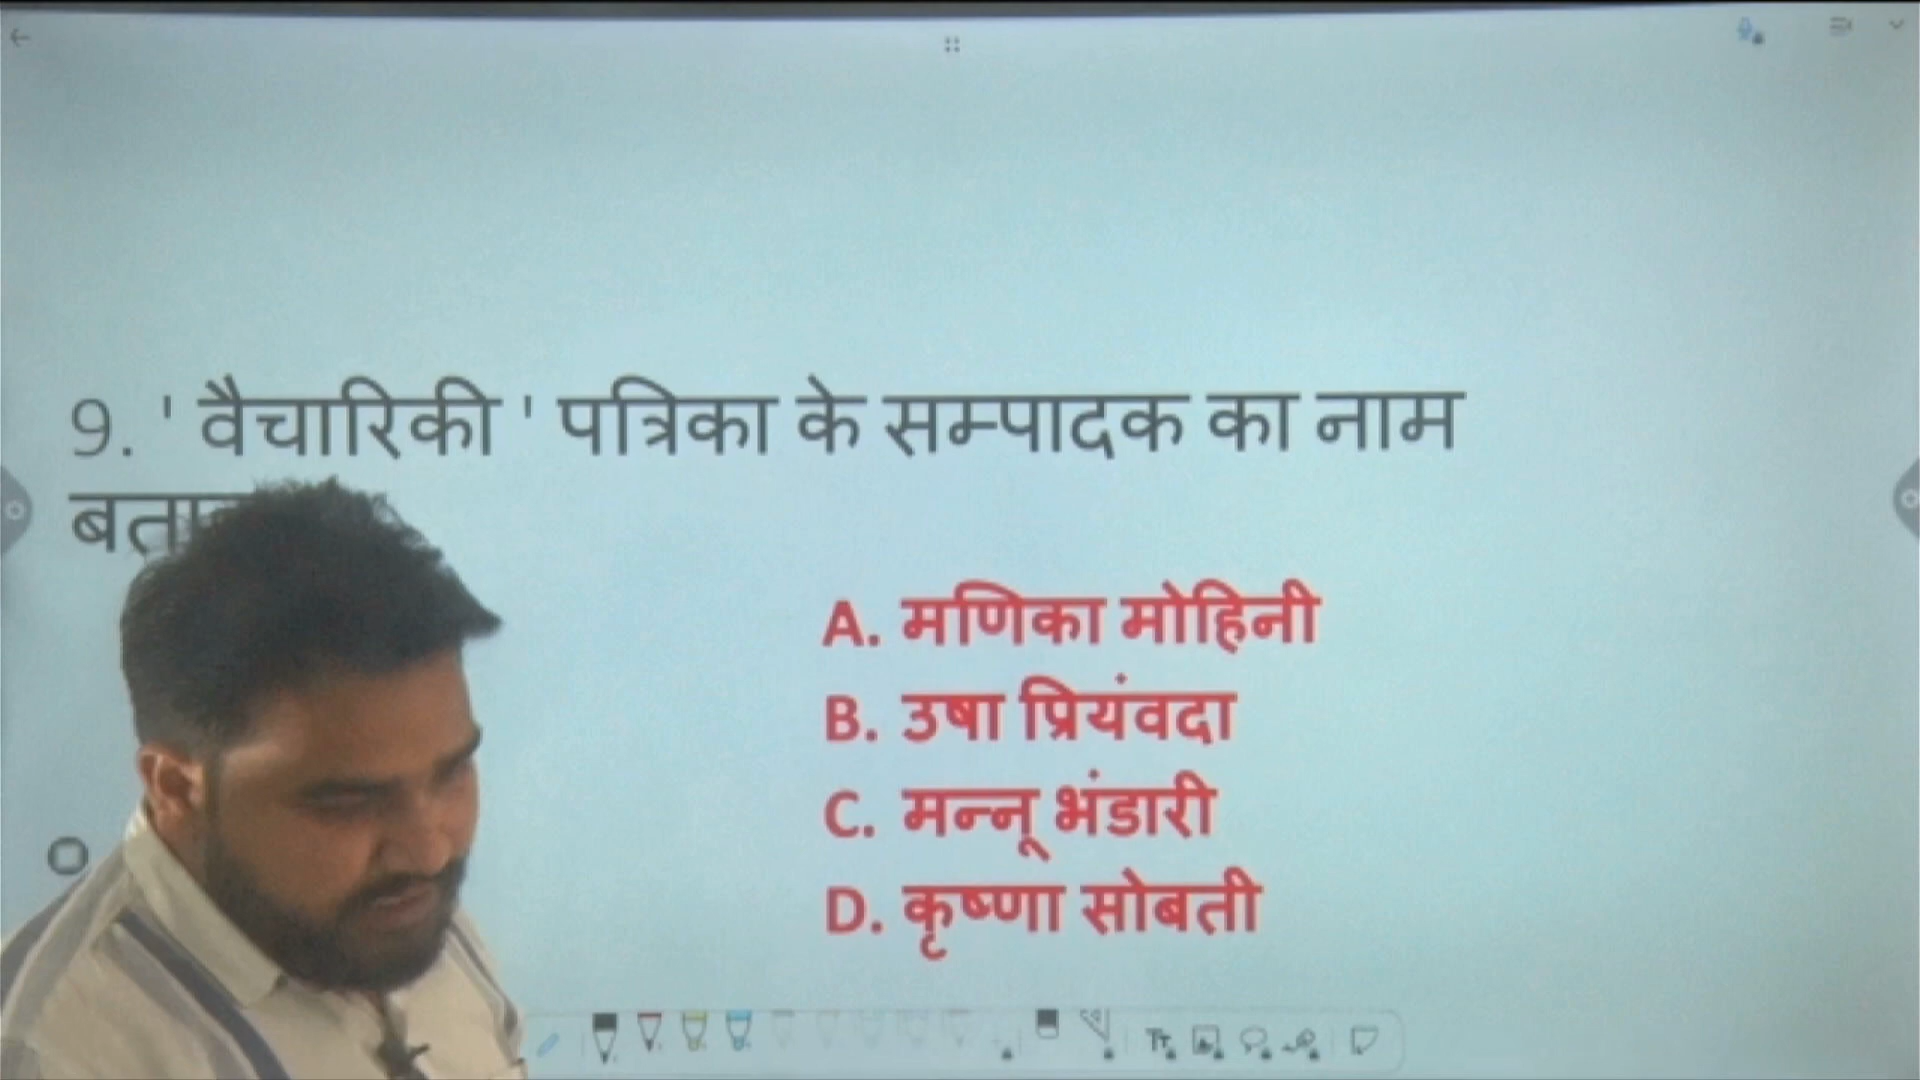 9. ' वैचारिकी ' पत्रिका के सम्पादक का नाम
A. मणिका मोहिनी
B. उषा प्रियंवदा
C. मन्नू भंडारी
D. कृष्णा सोबती